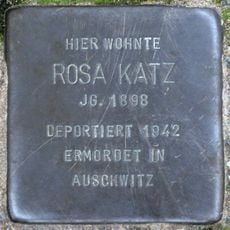 HIER WOHNTE
ROSA KATZ
JG. 1898
DEPORTIERT 1942
ERMORDET IN
AUSCHWITZ